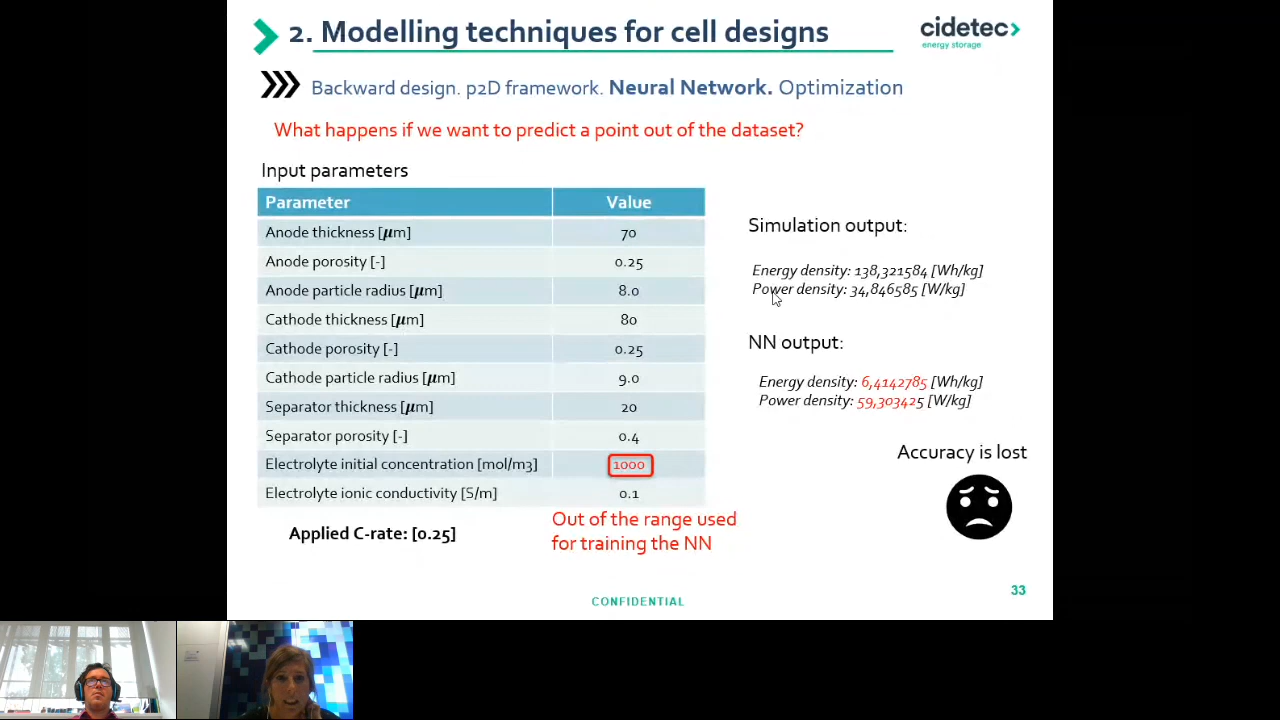 2. Modelling techniques for cell designs
cidetec>
energy storage
Backward design. p2D framework. Neural Network. Optimization
What happens if we want to predict a point out of the dataset?
Input parameters
Parameter Value
Anode thickness [μm] 70
Anode porosity [-] 0.25
Anode particle radius [μm] 8.0
Cathode thickness [μm] 80
Cathode porosity [-] 0.25
Cathode particle radius [μm] 9.0
Separator thickness [μm] 20
Separator porosity [-] 0.4
Electrolyte initial concentration [mol/m3] 1000
Electrolyte ionic conductivity [S/m] 0.1
Applied C-rate: [0.25]
Out of the range used
for training the NN
Simulation output:
Energy density: 138,321584 [Wh/kg]
Power density: 34,846585 [W/kg]
NN output:
Energy density: 6,4142785 [Wh/kg]
Power density: 59,303425 [W/kg]
Accuracy is lost
CONFIDENTIAL
33